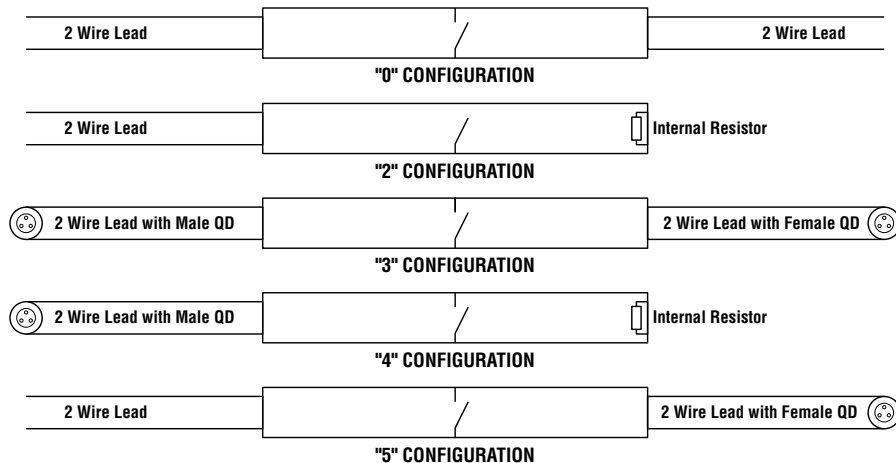 2 Wire Lead 2 Wire Lead
"0" CONFIGURATION
2 Wire Lead Internal Resistor
"2" CONFIGURATION
2 Wire Lead with Male QD 2 Wire Lead with Female QD
"3" CONFIGURATION
2 Wire Lead with Male QD Internal Resistor
"4" CONFIGURATION
2 Wire Lead 2 Wire Lead with Female QD
"5" CONFIGURATION